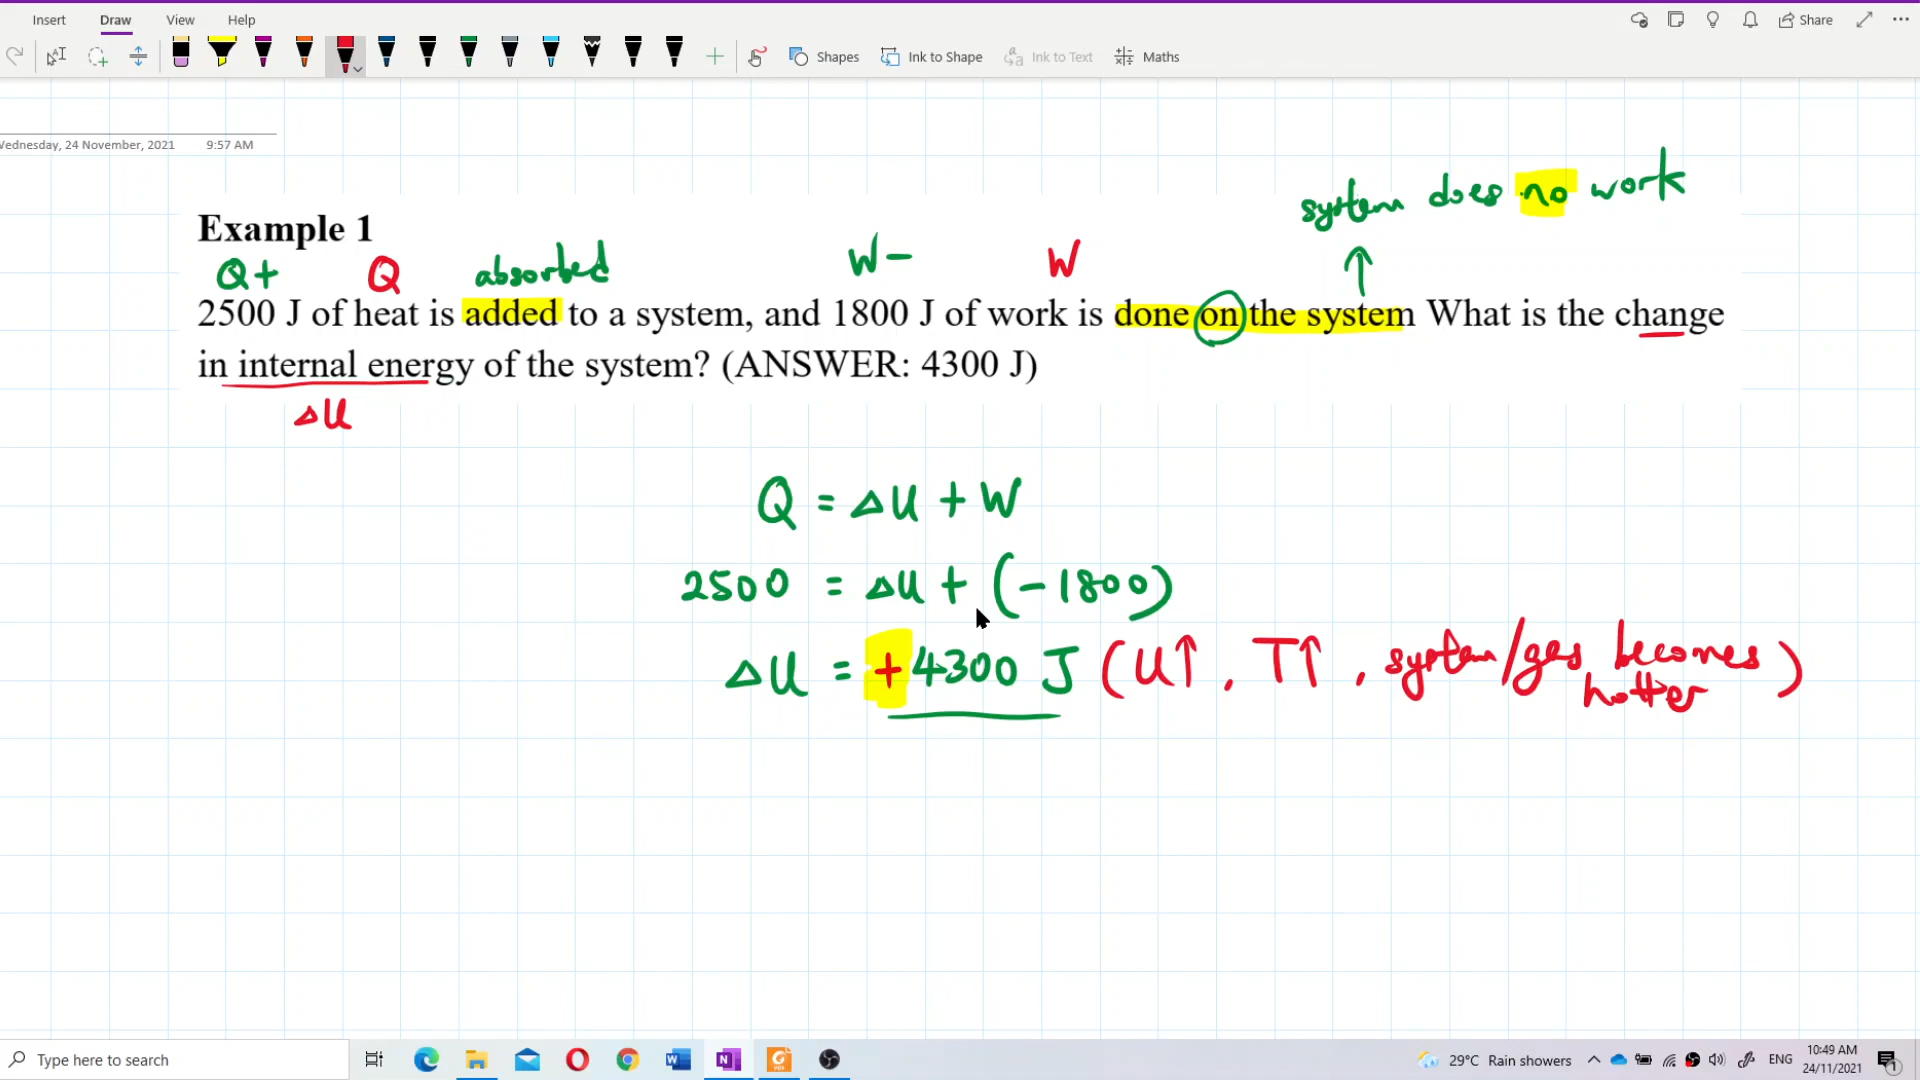 Insert Draw View Help Share
Shapes Ink to Shape Ink to Text Maths
Wednesday, 24 November, 2021 9:57 AM
system does no work
Example 1
Q+ Q absorbed W- W ↑
2500 J of heat is added to a system, and 1800 J of work is done on the system What is the change
in internal energy of the system? (ANSWER: 4300 J)
ΔU
Q = ΔU + W
2500 = ΔU + (-1800)
ΔU = +4300 J (U↑, T↑, system/gas becomes
hotter)
Type here to search 29°C Rain showers ENG 10:49 AM
24/11/2021